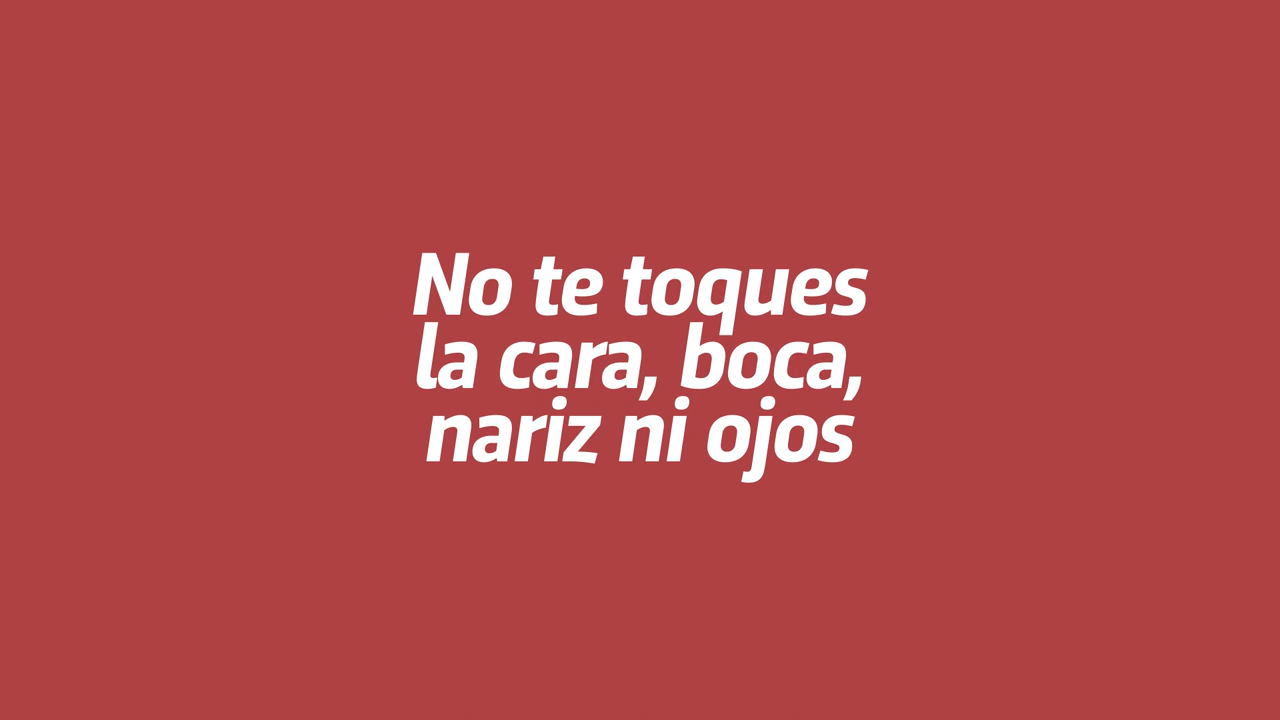 No te toques
la cara, boca,
nariz ni ojos